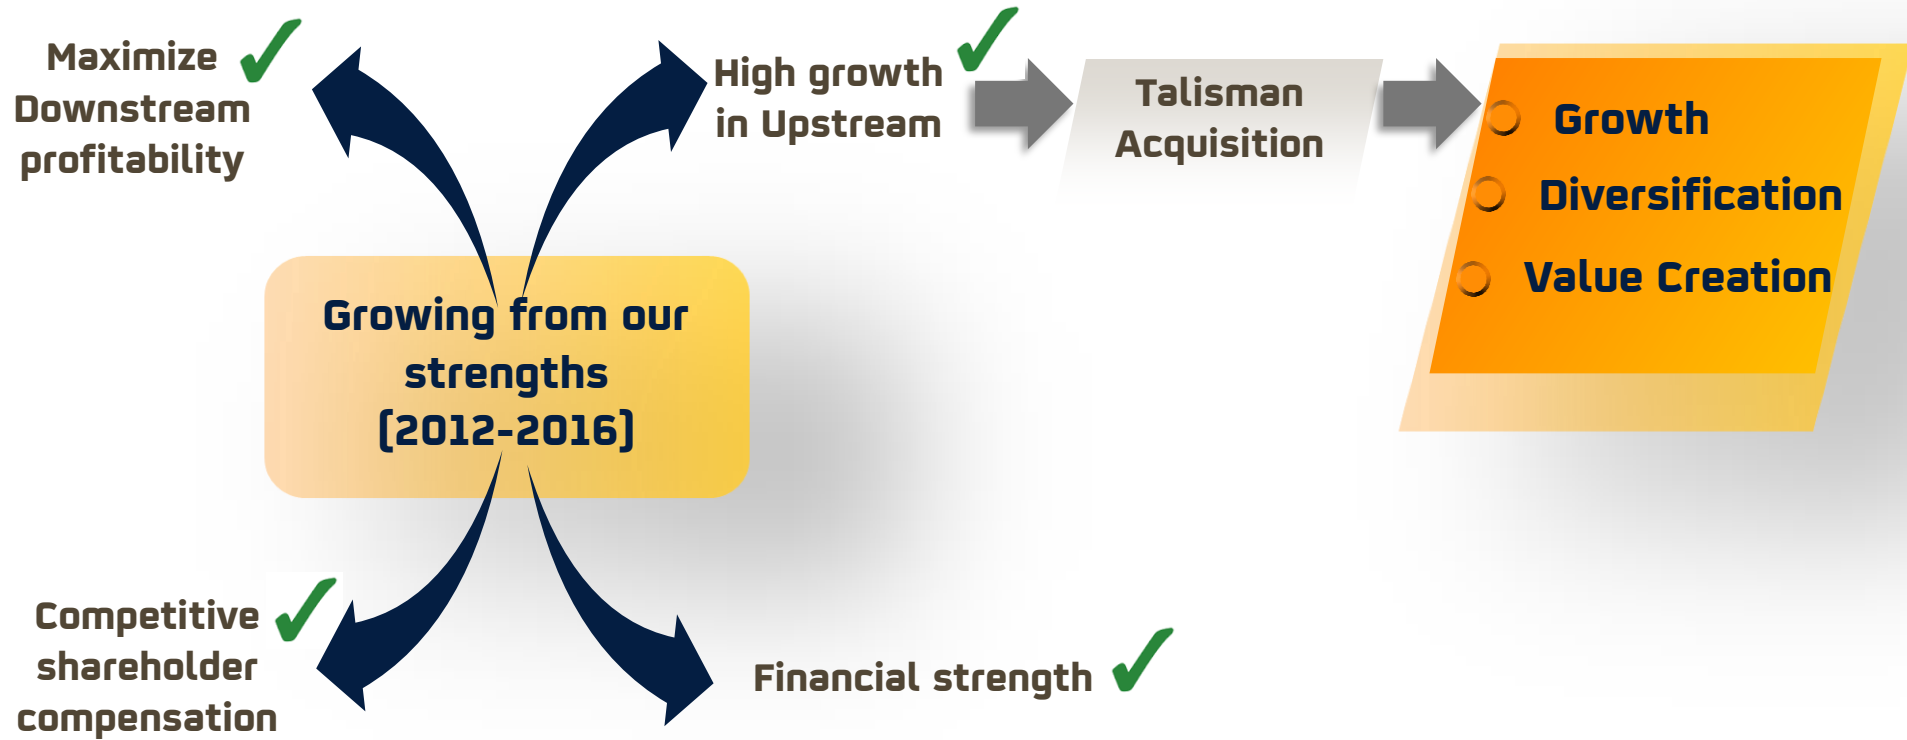 Maximize
Downstream
profitability
High growth
in Upstream
Talisman
Acquisition
Growth
Diversification
Value Creation
Growing from our
strengths
(2012-2016)
Competitive
shareholder
compensation
Financial strength